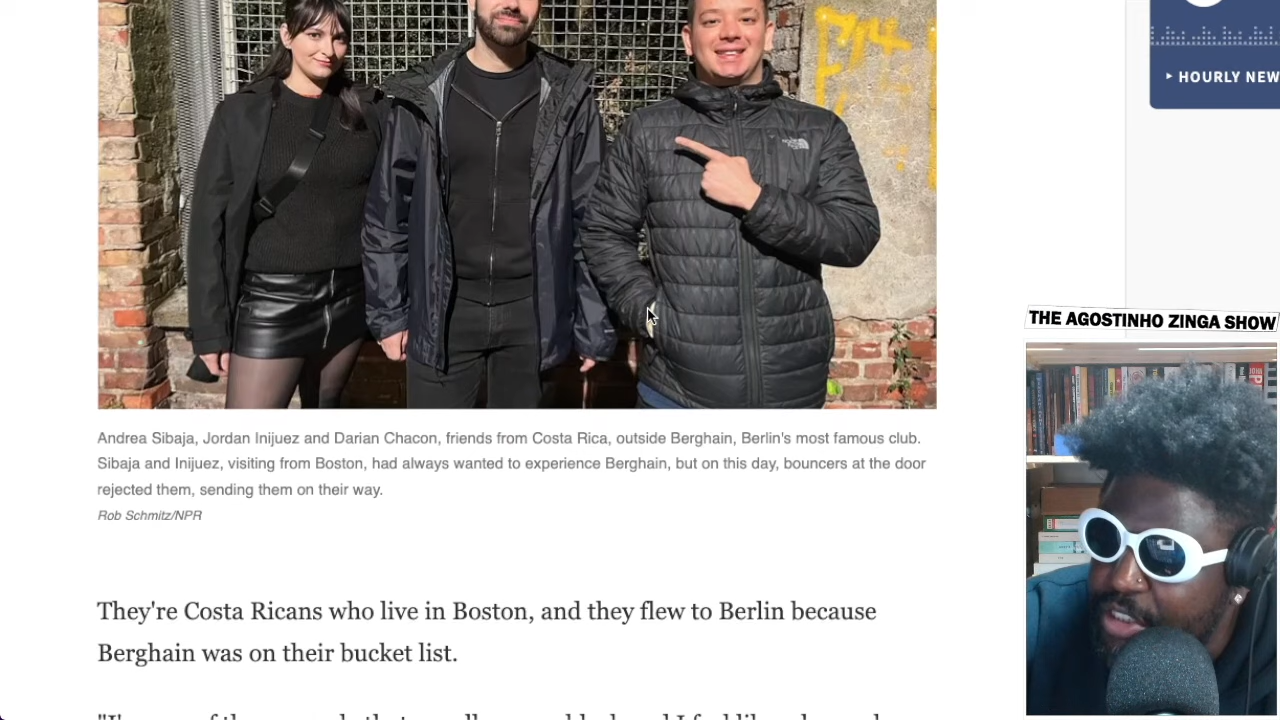 HOURLY NEW
THE AGOSTINHO ZINGA SHOW
Andrea Sibaja, Jordan Inijuez and Darian Chacon, friends from Costa Rica, outside Berghain, Berlin's most famous club.
Sibaja and Inijuez, visiting from Boston, had always wanted to experience Berghain, but on this day, bouncers at the door
rejected them, sending them on their way.
Rob Schmitz/NPR
They're Costa Ricans who live in Boston, and they flew to Berlin because
Berghain was on their bucket list.